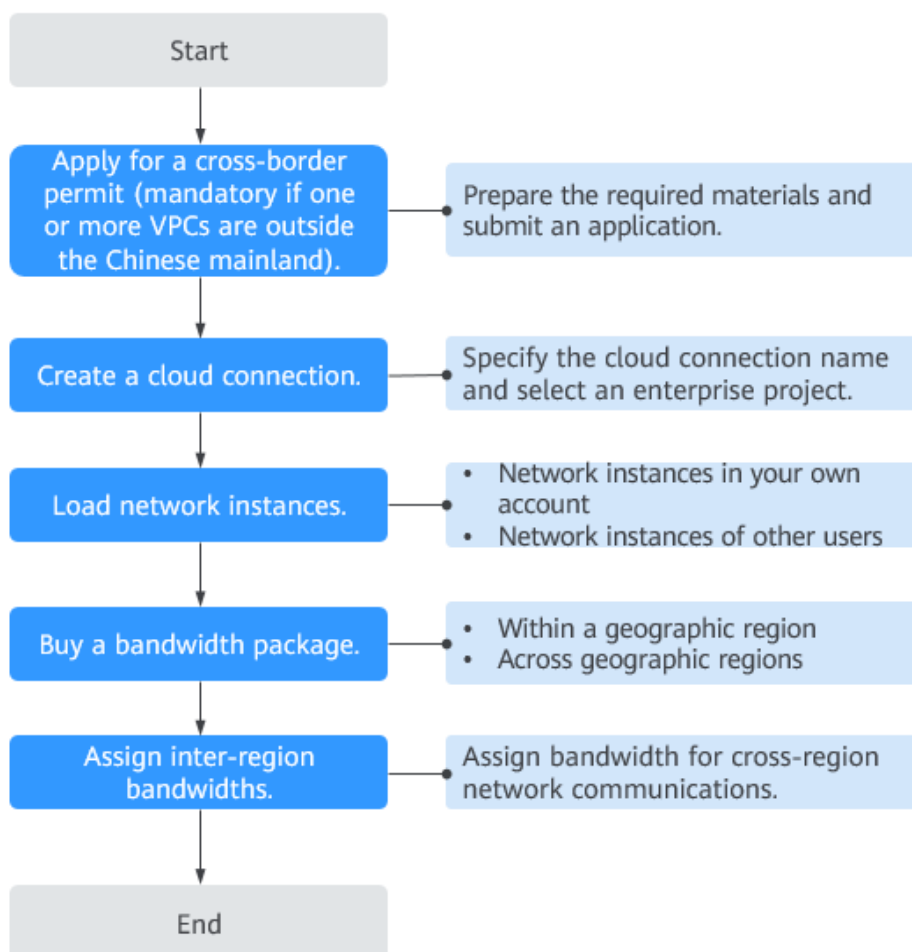 Start
Apply for a cross-border
permit (mandatory if one
or more VPCs are outside
the Chinese mainland).
Prepare the required materials and
submit an application.
Create a cloud connection.
Specify the cloud connection name
and select an enterprise project.
Load network instances.
• Network instances in your own
account
• Network instances of other users
Buy a bandwidth package.
• Within a geographic region
• Across geographic regions
Assign inter-region
bandwidths.
Assign bandwidth for cross-region
network communications.
End